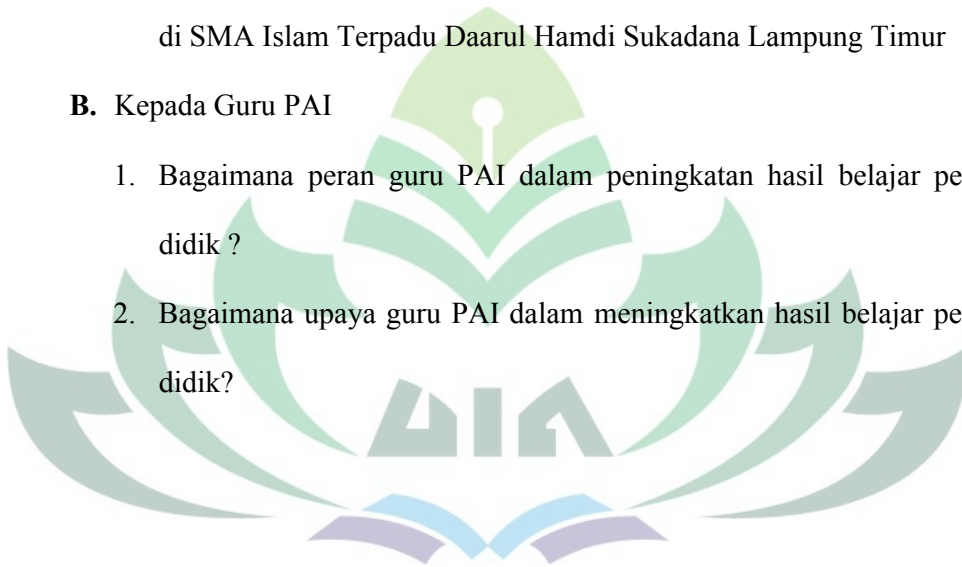 di SMA Islam Terpadu Daarul Hamdi Sukadana Lampung Timur
B. Kepada Guru PAI
1. Bagaimana peran guru PAI dalam peningkatan hasil belajar pe
didik ?
2. Bagaimana upaya guru PAI dalam meningkatkan hasil belajar pe
didik?
UIN